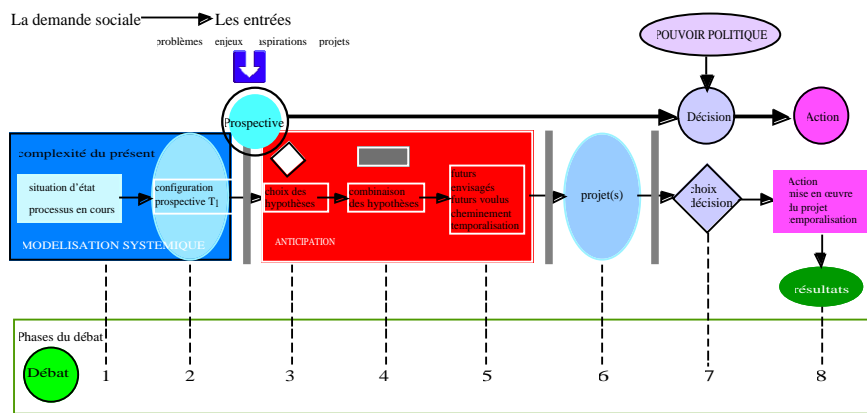 La demande sociale
Les entrées
problèmes enjeux aspirations projets
POUVOIR POLITIQUE
Prospective
Décision
Action
complexité du présent
situation d’état
processus en cours
configuration
prospective T1
MODELISATION SYSTEMIQUE
choix des
hypothèses
combinaison
des hypothèses
futurs
envisagés
futurs voulus
cheminement
temporalisation
ANTICIPATION
projet(s)
choix
décision
Action
mise en œuvre
du projet
temporalisation
résultats
Phases du débat
Débat
1 2 3 4 5 6 7 8